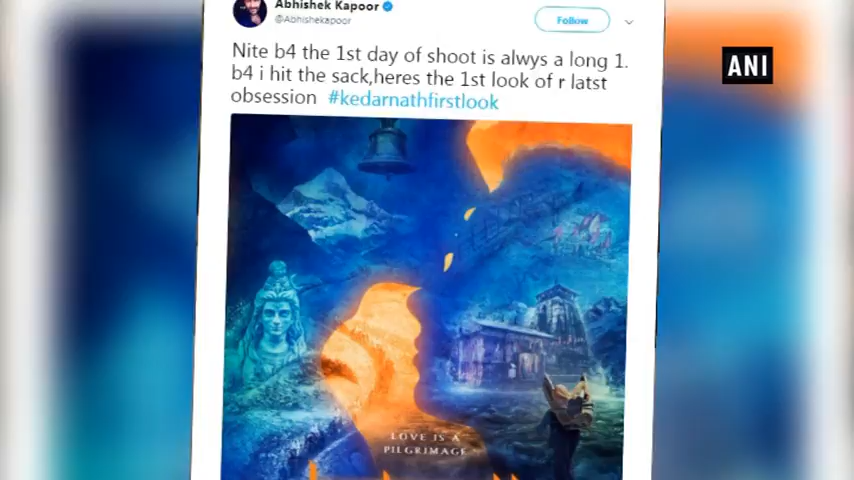 Abhishek Kapoor
@Abhishekapoor
Follow
Nite b4 the 1st day of shoot is alwys a long 1.
b4 i hit the sack,heres the 1st look of r latst
obsession #kedarnathfirstlook
ANI
LOVE IS A
PILGRIMAGE